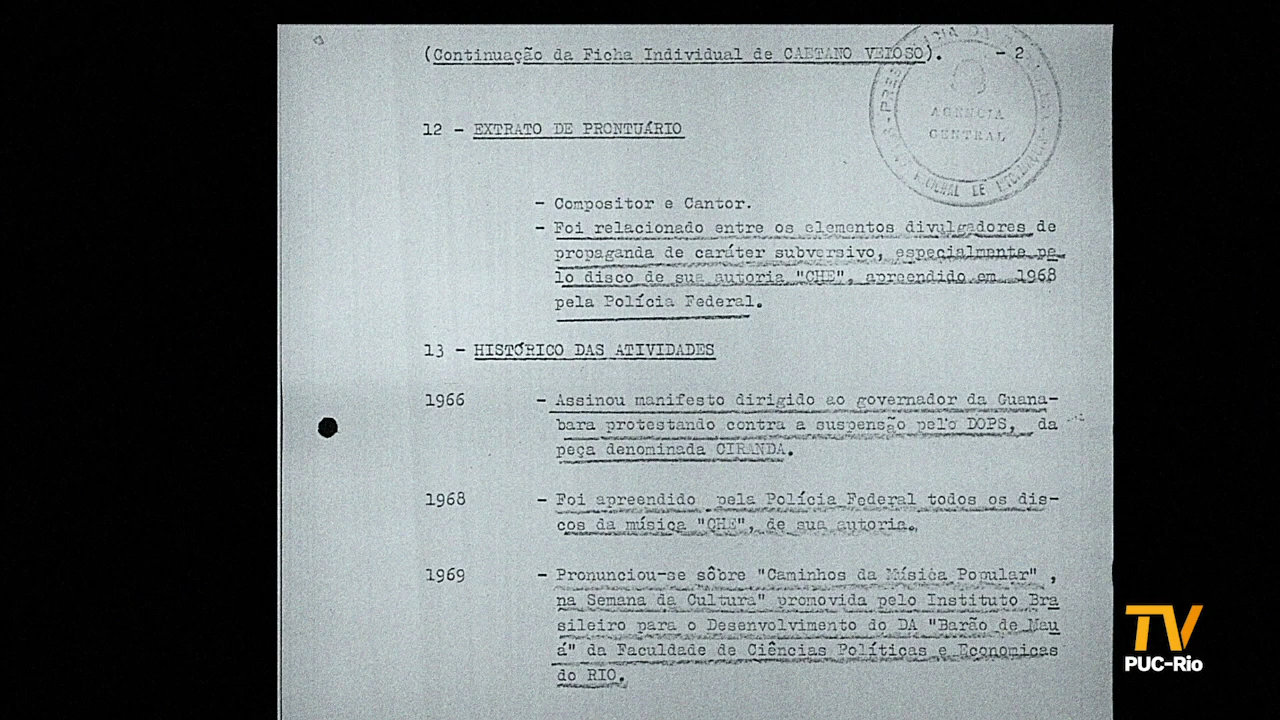 (Continuação da Ficha Individual de CAETANO VELOSO). - 2
AGENCIA
CENTRAL
12 - EXTRATO DE PRONTUÁRIO
- Compositor e Cantor.
- Foi relacionado entre os elementos divulgadores de
propaganda de caráter subversivo, especialmente pe-
lo disco de sua autoria "CHE", apreendido em 1968
pela Polícia Federal.
13 - HISTÓRICO DAS ATIVIDADES
1966 - Assinou manifesto dirigido ao governador da Guana-
bara protestando contra a suspensão pelo DOPS, da
peça denominada CIRANDA.
1968 - Foi apreendido pela Polícia Federal todos os dis-
cos da música "CHE", de sua autoria.
1969 - Pronunciou-se sôbre "Caminhos da Música Popular" ,
na Semana da Cultura" promovida pelo Instituto Bra
sileiro para o Desenvolvimento do DA "Barão de Mau
á" da Faculdade de Ciências Políticas e Economicas
do RIO.
TV
PUC-Rio